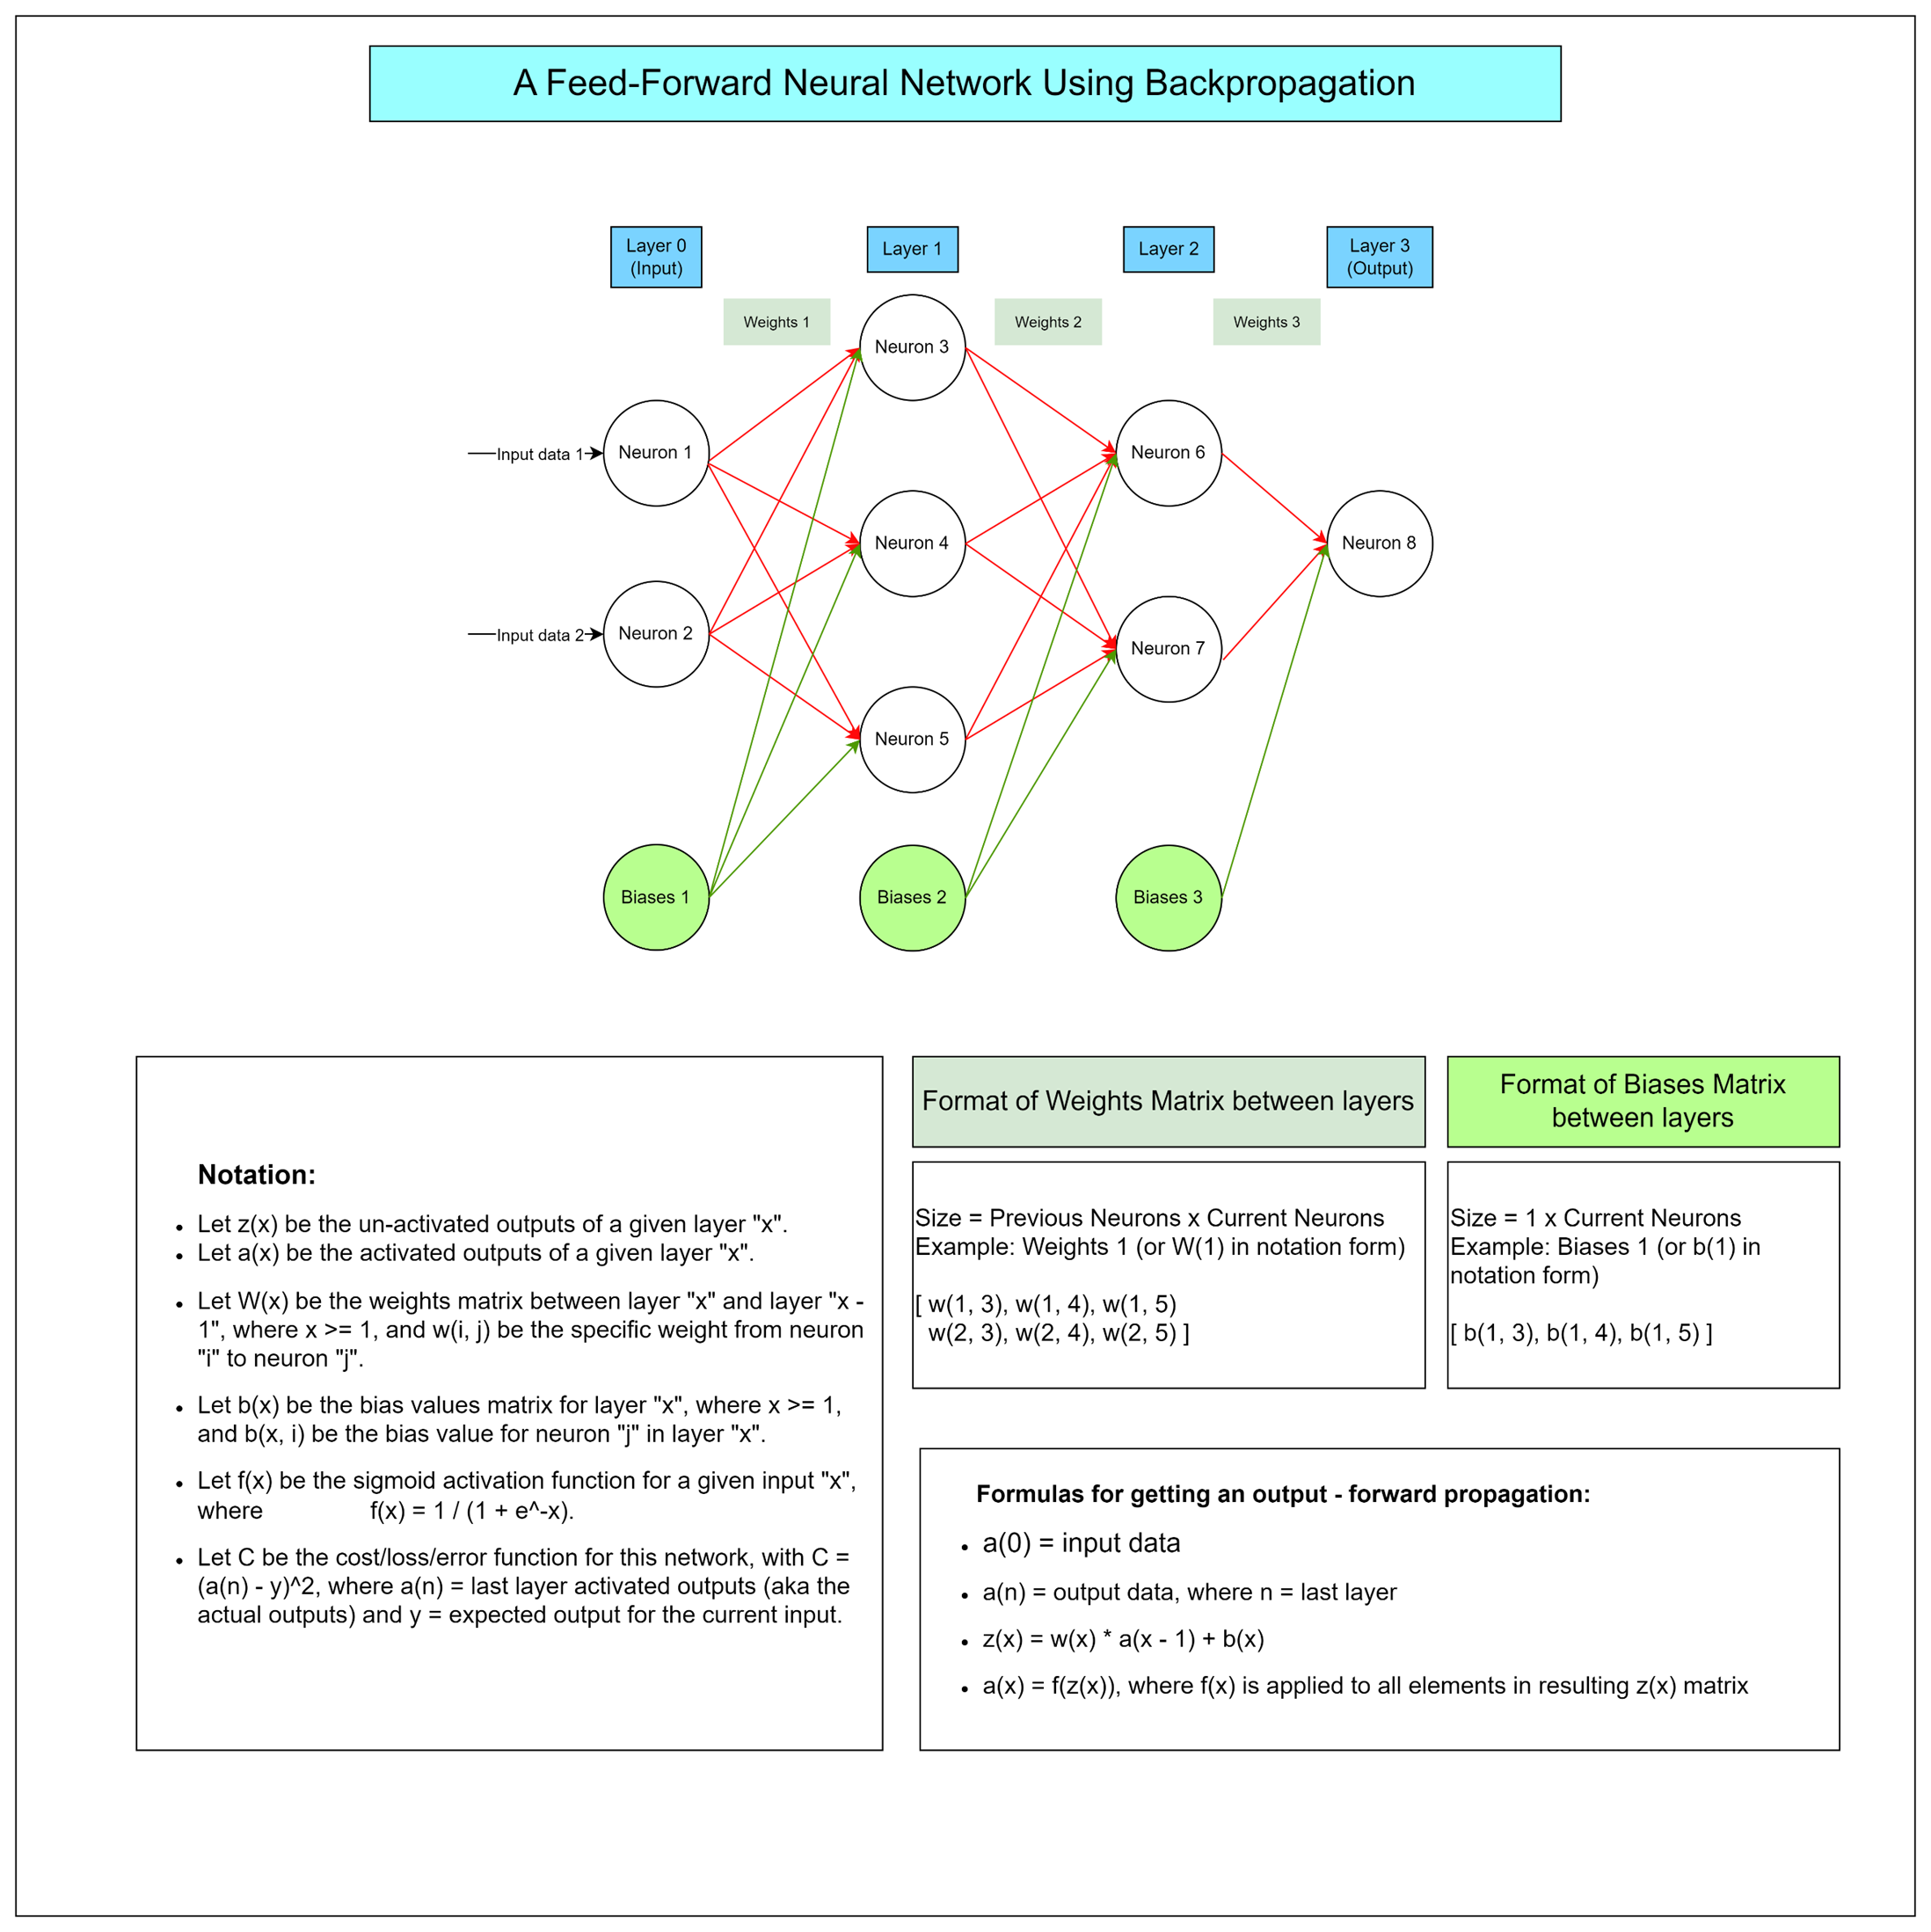 A Feed-Forward Neural Network Using Backpropagation
Layer 0
(Input)
Layer 1
Layer 2
Layer 3
(Output)
Weights 1
Weights 2
Weights 3
Neuron 3
Input data 1
Neuron 1
Neuron 6
Neuron 4
Neuron 8
Input data 2
Neuron 2
Neuron 7
Neuron 5
Biases 1
Biases 2
Biases 3
Notation:
• Let z(x) be the un-activated outputs of a given layer "x".
• Let a(x) be the activated outputs of a given layer "x".
• Let W(x) be the weights matrix between layer "x" and layer "x -
1", where x >= 1, and w(i, j) be the specific weight from neuron
"i" to neuron "j".
• Let b(x) be the bias values matrix for layer "x", where x >= 1,
and b(x, i) be the bias value for neuron "j" in layer "x".
• Let f(x) be the sigmoid activation function for a given input "x",
where f(x) = 1 / (1 + e^-x).
• Let C be the cost/loss/error function for this network, with C =
(a(n) - y)^2, where a(n) = last layer activated outputs (aka the
actual outputs) and y = expected output for the current input.
Format of Weights Matrix between layers
Size = Previous Neurons x Current Neurons
Example: Weights 1 (or W(1) in notation form)
[ w(1, 3), w(1, 4), w(1, 5)
w(2, 3), w(2, 4), w(2, 5) ]
Format of Biases Matrix
between layers
Size = 1 x Current Neurons
Example: Biases 1 (or b(1) in
notation form)
[ b(1, 3), b(1, 4), b(1, 5) ]
Formulas for getting an output - forward propagation:
• a(0) = input data
• a(n) = output data, where n = last layer
• z(x) = w(x) * a(x - 1) + b(x)
• a(x) = f(z(x)), where f(x) is applied to all elements in resulting z(x) matrix